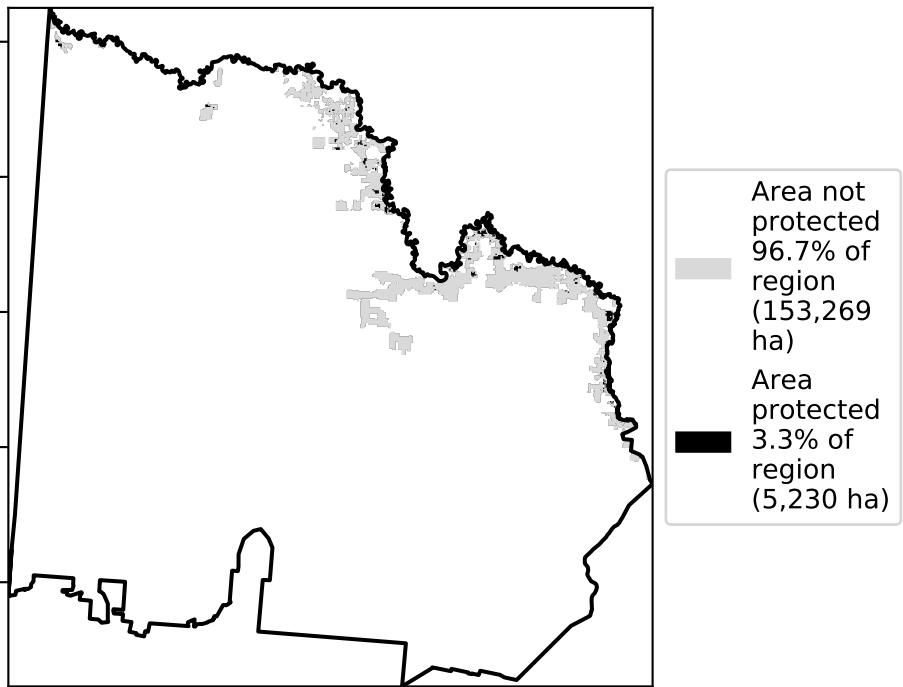 Area not
protected
96.7% of
region
(153,269
ha)
Area
protected
3.3% of
region
(5,230 ha)